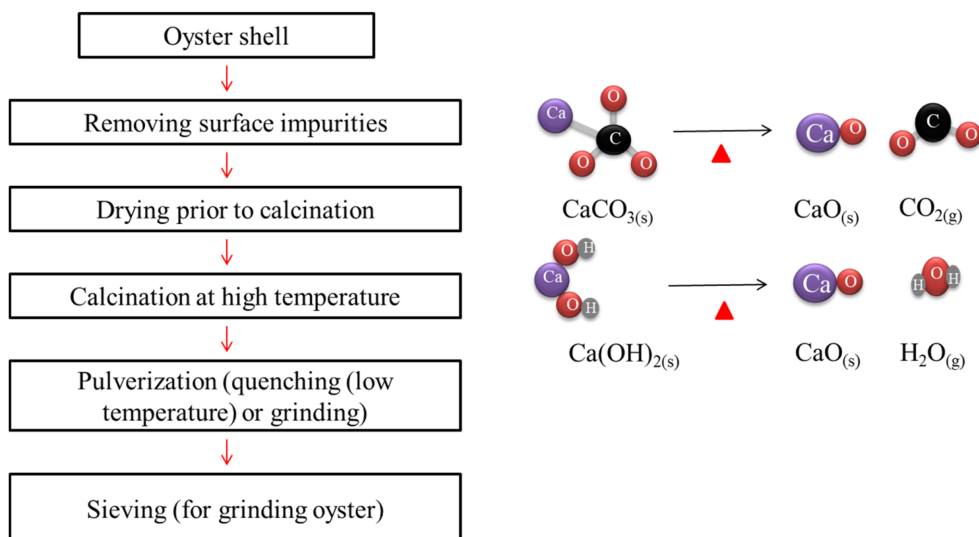 Oyster shell
Removing surface impurities
Drying prior to calcination
Calcination at high temperature
Pulverization (quenching (low
temperature) or grinding)
Sieving (for grinding oyster)
Ca
O
C
O
O
Ca
O
C
O
O
CaCO₃₍s₎
CaO₍s₎
CO₂₍g₎
O
H
Ca
O
H
Ca
O
H
O
H
Ca(OH)₂₍s₎
CaO₍s₎
H₂O₍g₎